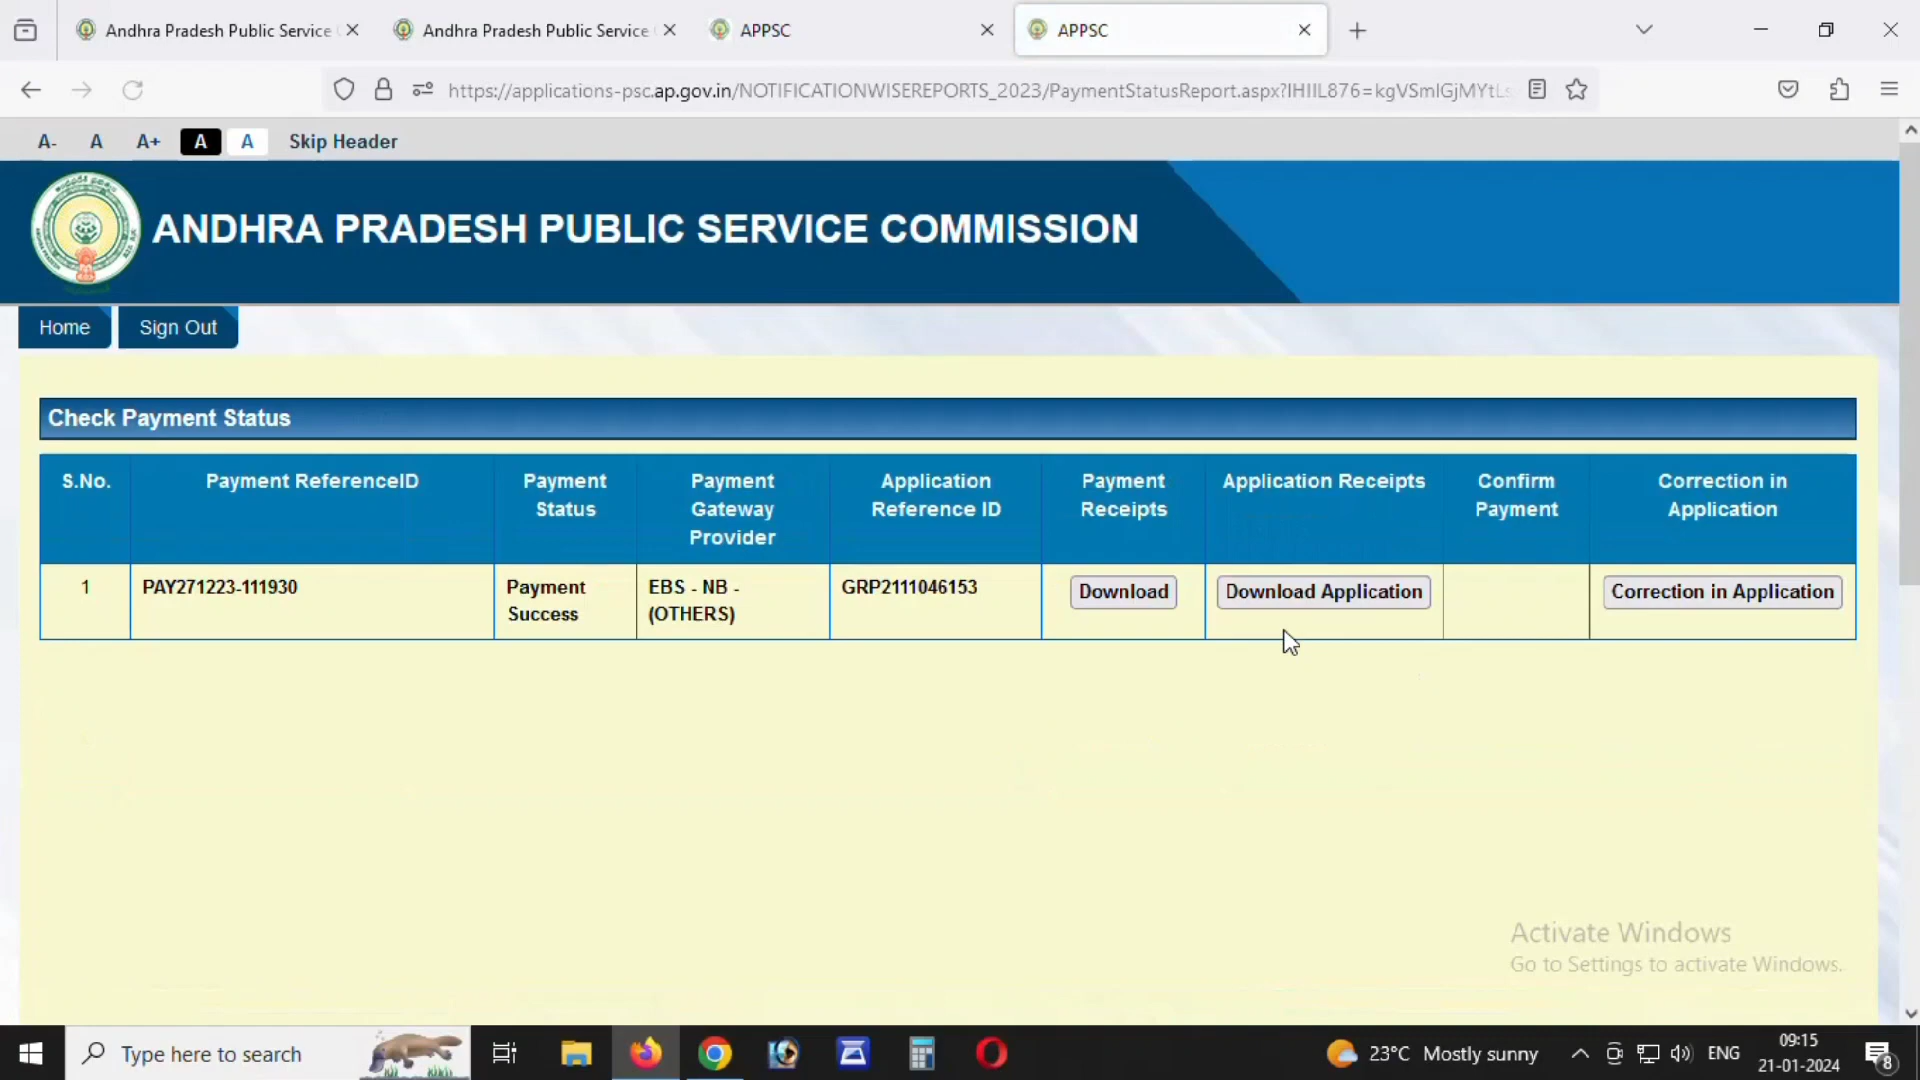 Andhra Pradesh Public Service
Andhra Pradesh Public Service
APPSC
APPSC
https://applications-psc.ap.gov.in/NOTIFICATIONWISEREPORTS_2023/PaymentStatusReport.aspx?
A-
A
A+
A
A
Skip Header
ANDHRA PRADESH PUBLIC SERVICE COMMISSION
Home
Sign Out
Check Payment Status
S.No.
Payment ReferenceID
Payment
Status
Payment
Gateway
Provider
Application
Reference ID
Payment
Receipts
Application Receipts
Confirm
Payment
Correction in
Application
1
PAY271223-111930
Payment
Success
EBS - NB -
(OTHERS)
GRP2111046153
Download
Download Application
Correction in Application
Activate Windows
Go to Settings to activate Windows.
Type here to search
23°C Mostly sunny
ENG
09:15
21-01-2024
8